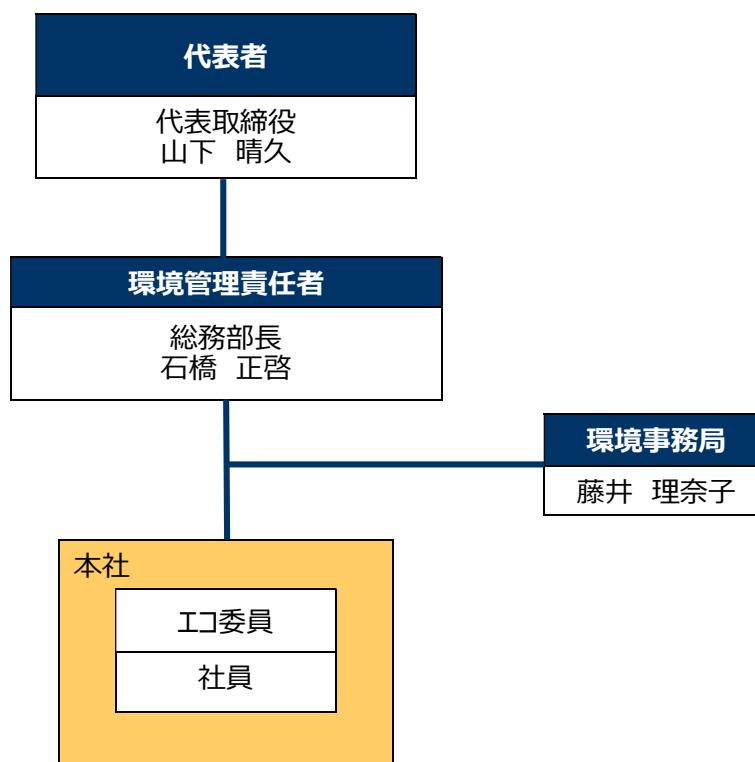 代表者
代表取締役
山下 晴久
環境管理責任者
総務部長
石橋 正啓
環境事務局
藤井 理奈子
本社
エコ委員
社員